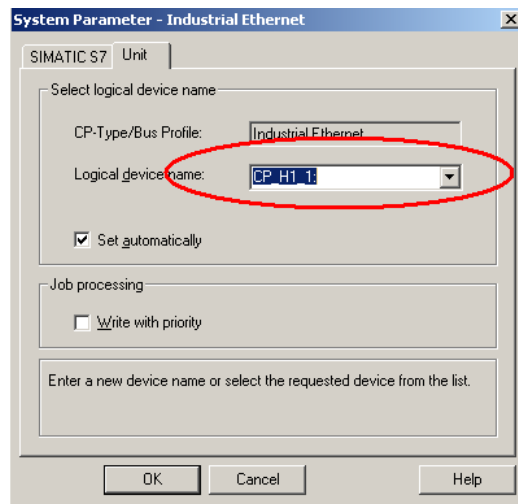 System Parameter - Industrial Ethernet
SIMATIC S7 Unit
Select logical device name
CP-Type/Bus Profile: Industrial Ethernet
Logical device name: CP_H1_1:
Set automatically
Job processing
Write with priority
Enter a new device name or select the requested device from the list.
OK Cancel Help